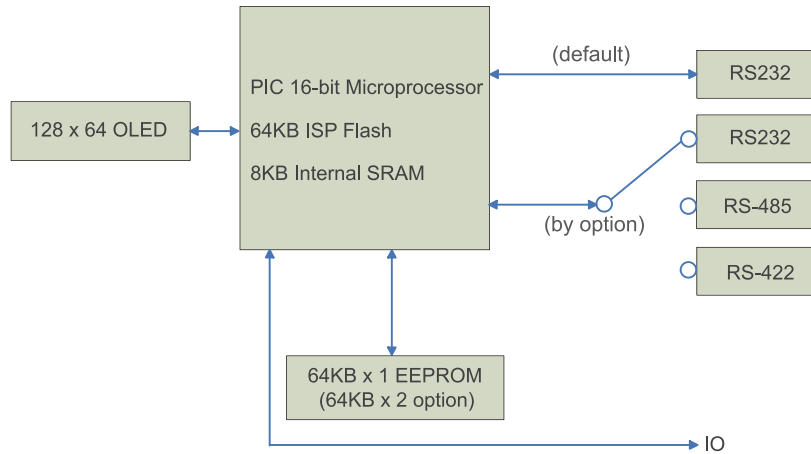 (default)
RS232
PIC 16-bit Microprocessor
128 x 64 OLED
64KB ISP Flash
RS232
8KB Internal SRAM
(by option)
RS-485
RS-422
64KB x 1 EEPROM
(64KB x 2 option)
IO